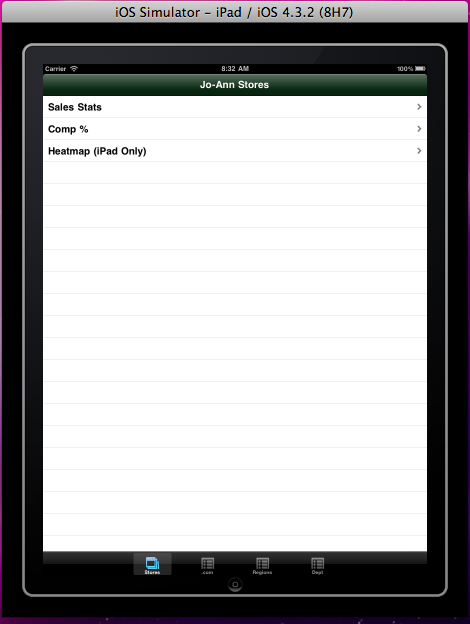 iOS Simulator - iPad / iOS 4.3.2 (8H7)
Carrier 8:32 AM 100%
Jo-Ann Stores
Sales Stats
Comp %
Heatmap (iPad Only)
Stores .com Regions Dept